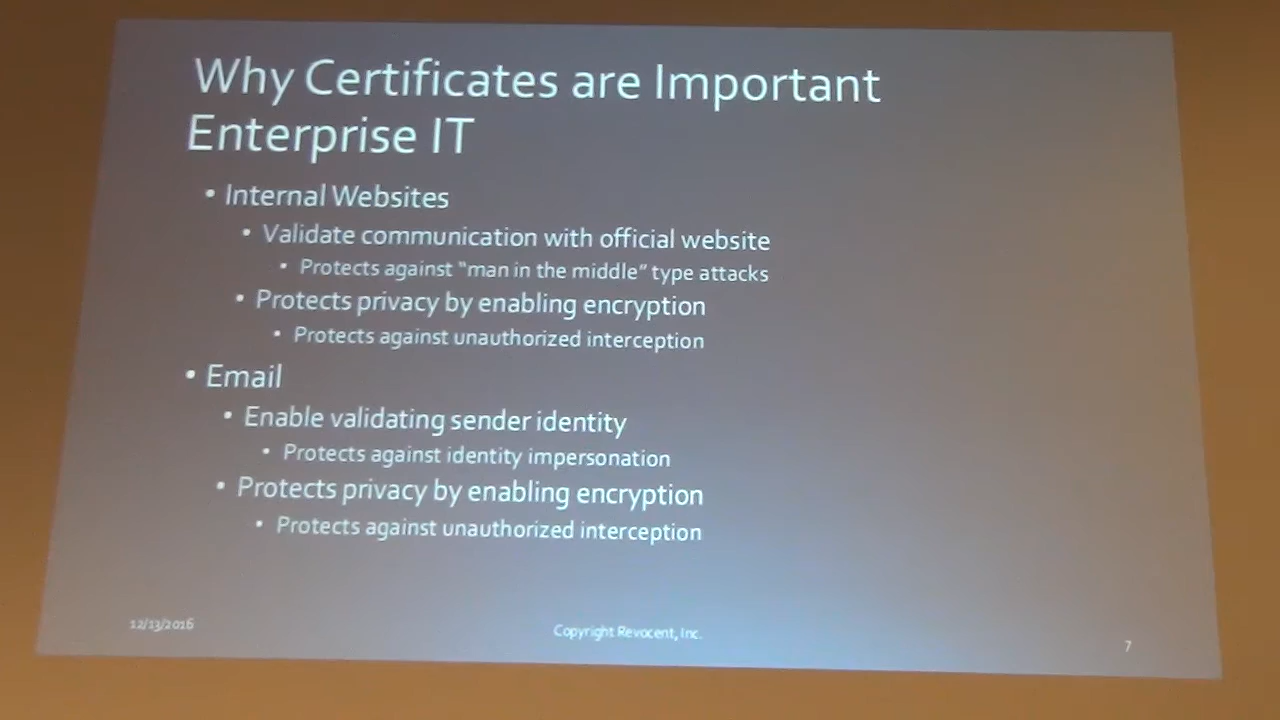 Why Certificates are Important
Enterprise IT
• Internal Websites
• Validate communication with official website
• Protects against “man in the middle” type attacks
• Protects privacy by enabling encryption
• Protects against unauthorized interception
• Email
• Enable validating sender identity
• Protects against identity impersonation
• Protects privacy by enabling encryption
• Protects against unauthorized interception
12/13/2016
Copyright Revocent, Inc.
7